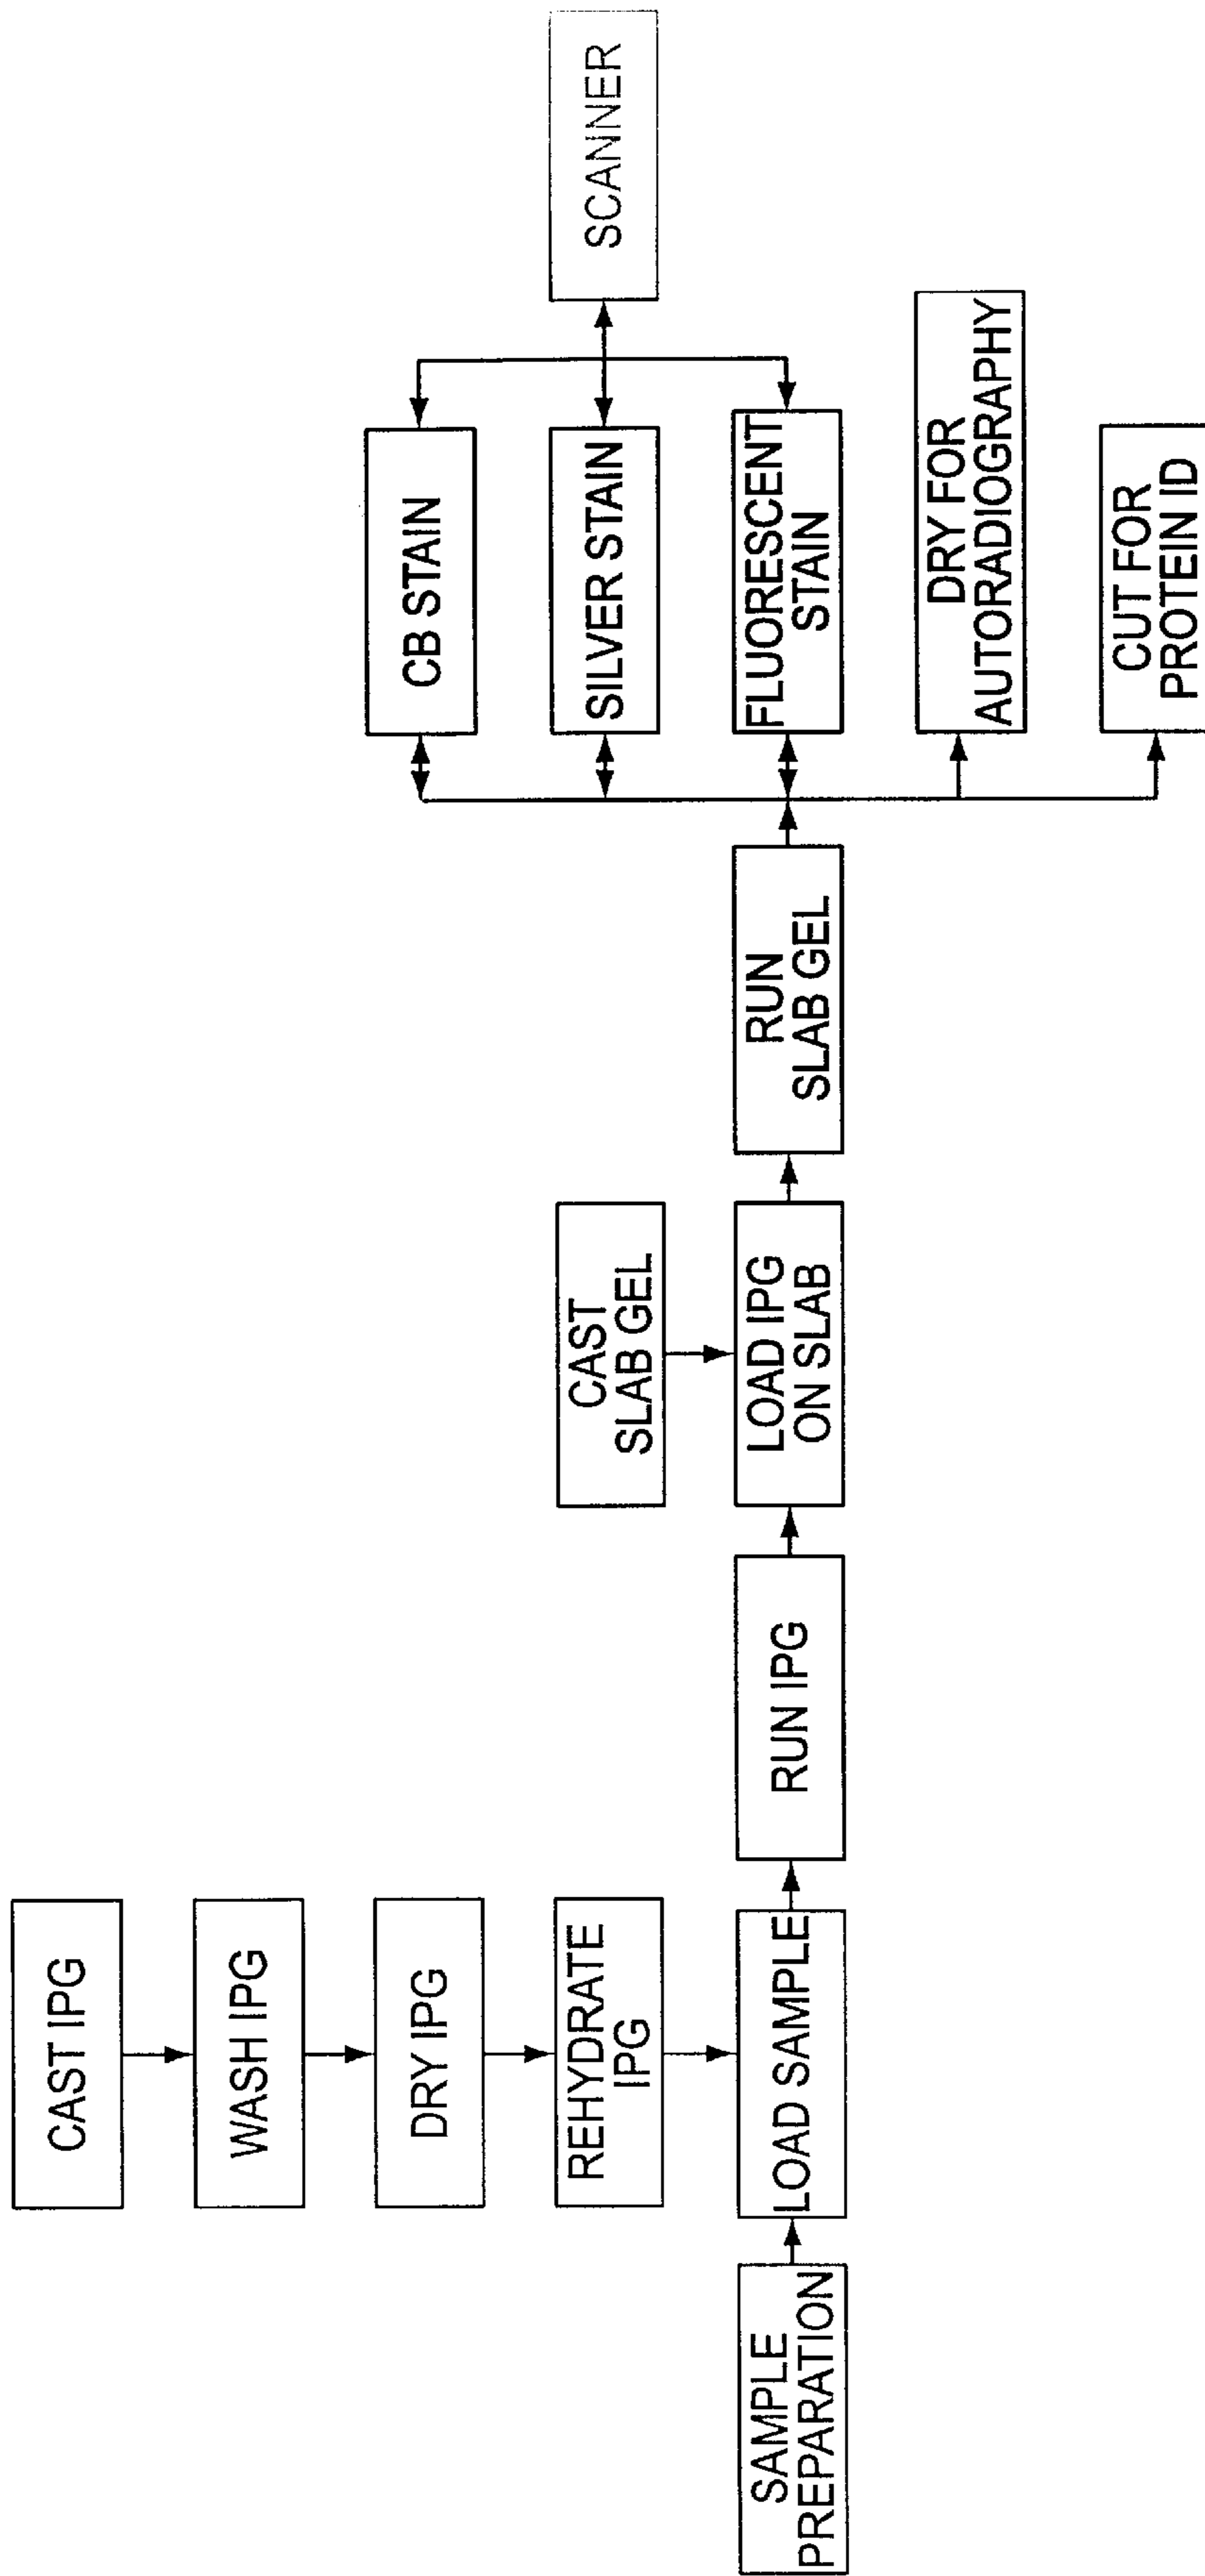 CAST IPG
WASH IPG
DRY IPG
REHYDRATE
IPG
SAMPLE
PREPARATION
LOAD SAMPLE
RUN IPG
CAST
SLAB GEL
LOAD IPG
ON SLAB
RUN
SLAB GEL
CB STAIN
SILVER STAIN
FLUORESCENT
STAIN
DRY FOR
AUTORADIOGRAPHY
CUT FOR
PROTEIN ID
SCANNER